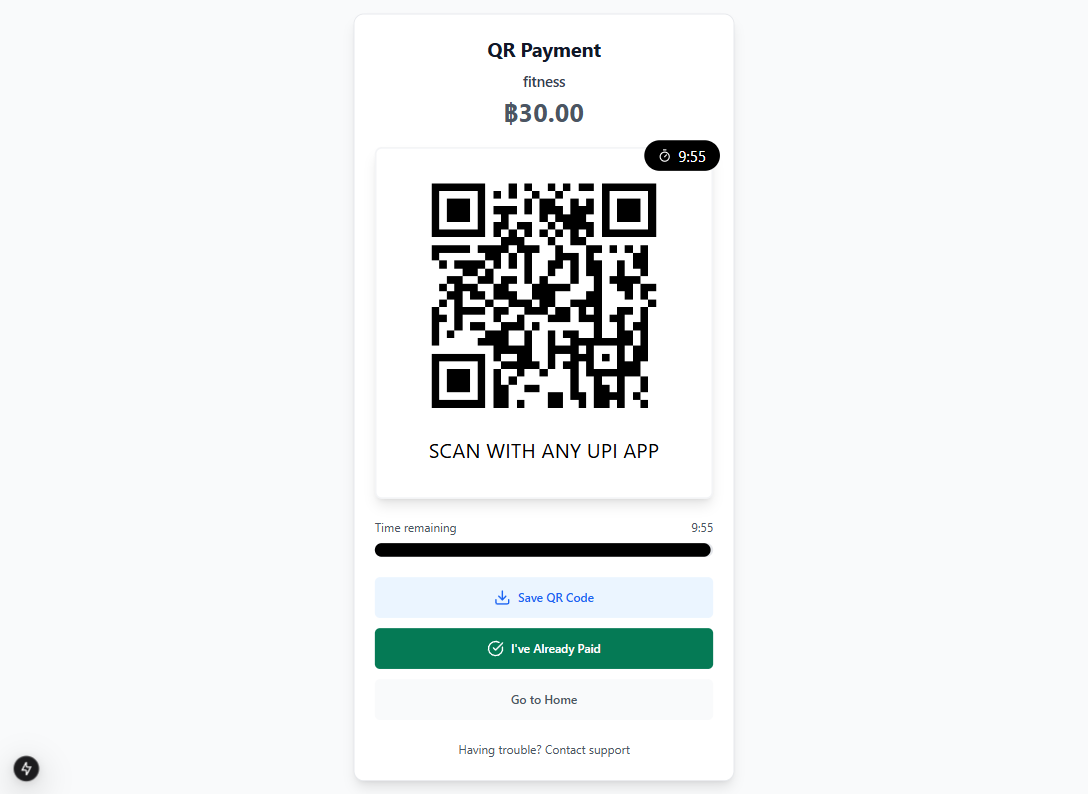 QR Payment
fitness
฿30.00
9:55
SCAN WITH ANY UPI APP
Time remaining 9:55
Save QR Code
I've Already Paid
Go to Home
Having trouble? Contact support